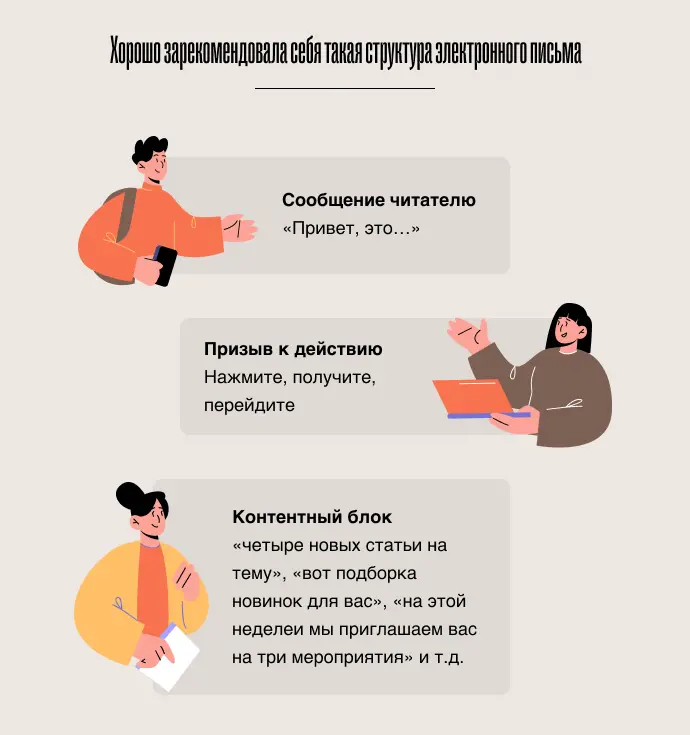 Хорошо зарекомендовала себя такая структура электронного письма
Сообщение читателю
«Привет, это…»
Призыв к действию
Нажмите, получите,
перейдите
Контентный блок
«четыре новых статьи на
тему», «вот подборка
новинок для вас», «на этой
неделеи мы приглашаем вас
на три мероприятия» и т.д.